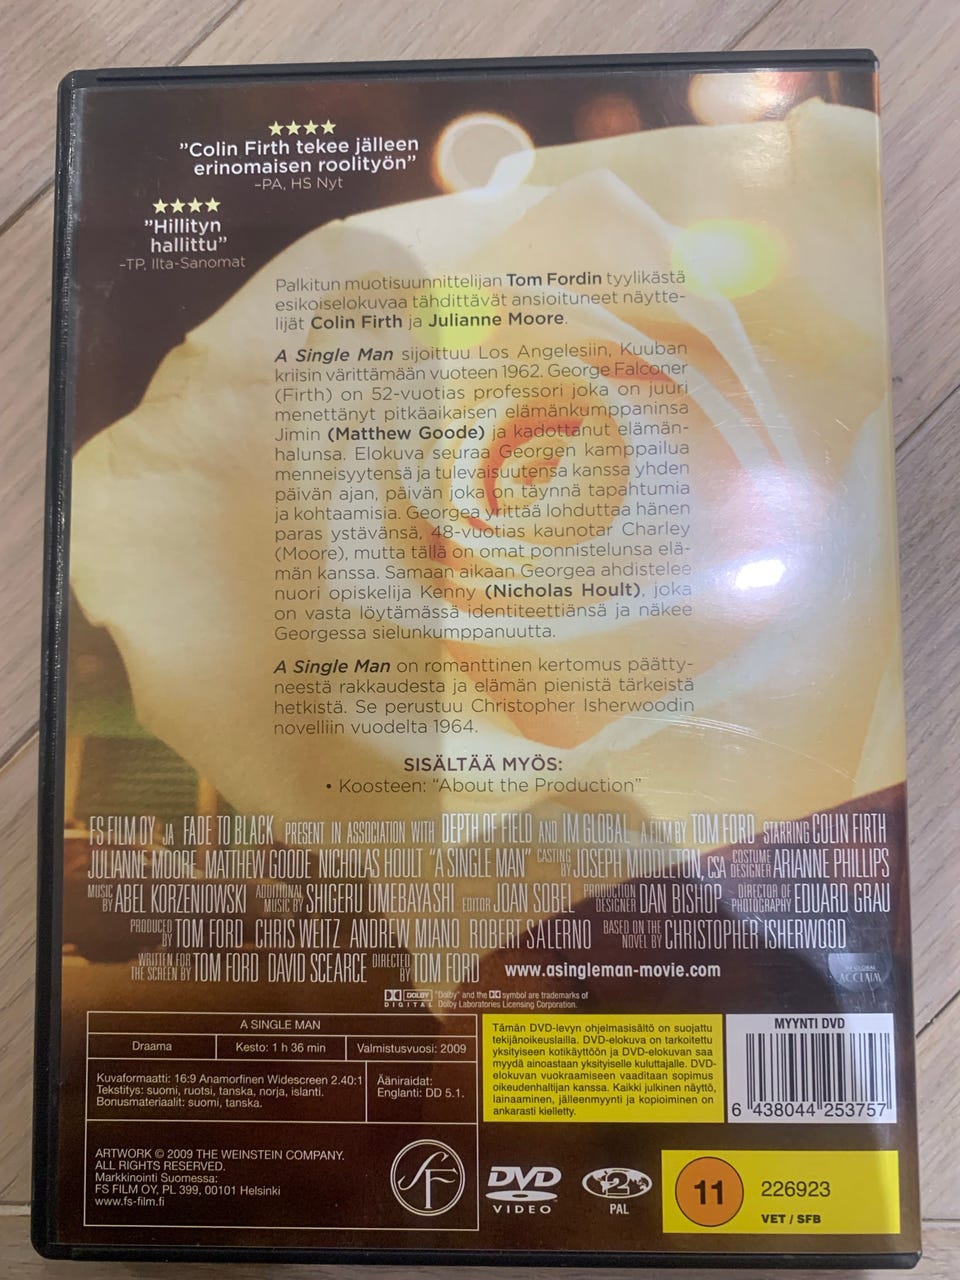 ★★★★
”Colin Firth tekee jälleen
erinomaisen roolityön”
–PA, HS Nyt
★★★★
”Hillityn
hallittu”
–TP, Ilta-Sanomat
Palkitun muotisuunnittelijan Tom Fordin tyylikästä
esikoiselokuvaa tähdittävät ansioituneet näytte-
lijät Colin Firth ja Julianne Moore.
A Single Man sijoittuu Los Angelesiin, Kuuban
kriisin värittämään vuoteen 1962. George Falconer
(Firth) on 52-vuotias professori joka on juuri
menettänyt pitkäaikaisen elämänkumppaninsa
Jimin (Matthew Goode) ja kadottanut elämän-
halunsa. Elokuva seuraa Georgen kamppailua
menneisyytensä ja tulevaisuutensa kanssa yhden
päivän ajan, päivän joka on täynnä tapahtumia
ja kohtaamisia. Georgea yrittää lohduttaa hänen
paras ystävänsä, 48-vuotias kaunotar Charley
(Moore), mutta tällä on omat ponnistelunsa elä-
män kanssa. Samaan aikaan Georgea ahdistelee
nuori opiskelija Kenny (Nicholas Hoult), joka
on vasta löytämässä identiteettiänsä ja näkee
Georgessa sielunkumppanuutta.
A Single Man on romanttinen kertomus päätty-
neestä rakkaudesta ja elämän pienistä tärkeistä
hetkistä. Se perustuu Christopher Isherwoodin
novelliin vuodelta 1964.
SISÄLTÄÄ MYÖS:
• Koosteen: “About the Production”
FS FILM OY JA FADE TO BLACK PRESENT IN ASSOCIATION WITH DEPTH OF FIELD AND IM GLOBAL A FILM BY TOM FORD STARRING COLIN FIRTH
JULIANNE MOORE MATTHEW GOODE NICHOLAS HOULT “A SINGLE MAN” CASTING BY JOSEPH MIDDLETON, CSA COSTUME DESIGNER ARIANNE PHILLIPS
MUSIC BY ABEL KORZENIOWSKI ADDITIONAL MUSIC BY SHIGERU UMEBAYASHI EDITOR JOAN SOBEL PRODUCTION DESIGNER DAN BISHOP DIRECTOR OF PHOTOGRAPHY EDUARD GRAU
PRODUCED BY TOM FORD CHRIS WEITZ ANDREW MIANO ROBERT SALERNO BASED ON THE NOVEL BY CHRISTOPHER ISHERWOOD
WRITTEN FOR THE SCREEN BY TOM FORD DAVID SCEARCE DIRECTED BY TOM FORD www.asingleman-movie.com
IM GLOBAL
ACCLAIM
DOLBY DIGITAL "Dolby" and the symbol are trademarks of
Dolby Laboratories Licensing Corporation.
A SINGLE MAN
Draama Kesto: 1 h 36 min Valmistusvuosi: 2009
Kuvaformaatti: 16:9 Anamorfinen Widescreen 2.40:1
Tekstitys: suomi, ruotsi, tanska, norja, islanti.
Bonusmateriaalit: suomi, tanska.
Ääniraidat:
Englanti: DD 5.1.
ARTWORK © 2009 THE WEINSTEIN COMPANY.
ALL RIGHTS RESERVED.
Markkinointi Suomessa:
FS FILM OY, PL 399, 00101 Helsinki
www.fs-film.fi
SF
Tämän DVD-levyn ohjelmasisältö on suojattu
tekijänoikeuslailla. DVD-elokuva on tarkoitettu
yksityiseen kotikäyttöön ja DVD-elokuvan saa
myydä ainoastaan yksityiselle kuluttajalle. DVD-
elokuvan vuokraamiseen vaaditaan sopimus
oikeudenhaltijan kanssa. Kaikki julkinen näyttö,
lainaaminen, jälleenmyynti ja kopioiminen on
ankarasti kielletty.
MYYNTI DVD
6 438044 253757
DVD
VIDEO
2
PAL
11
226923
VET / SFB